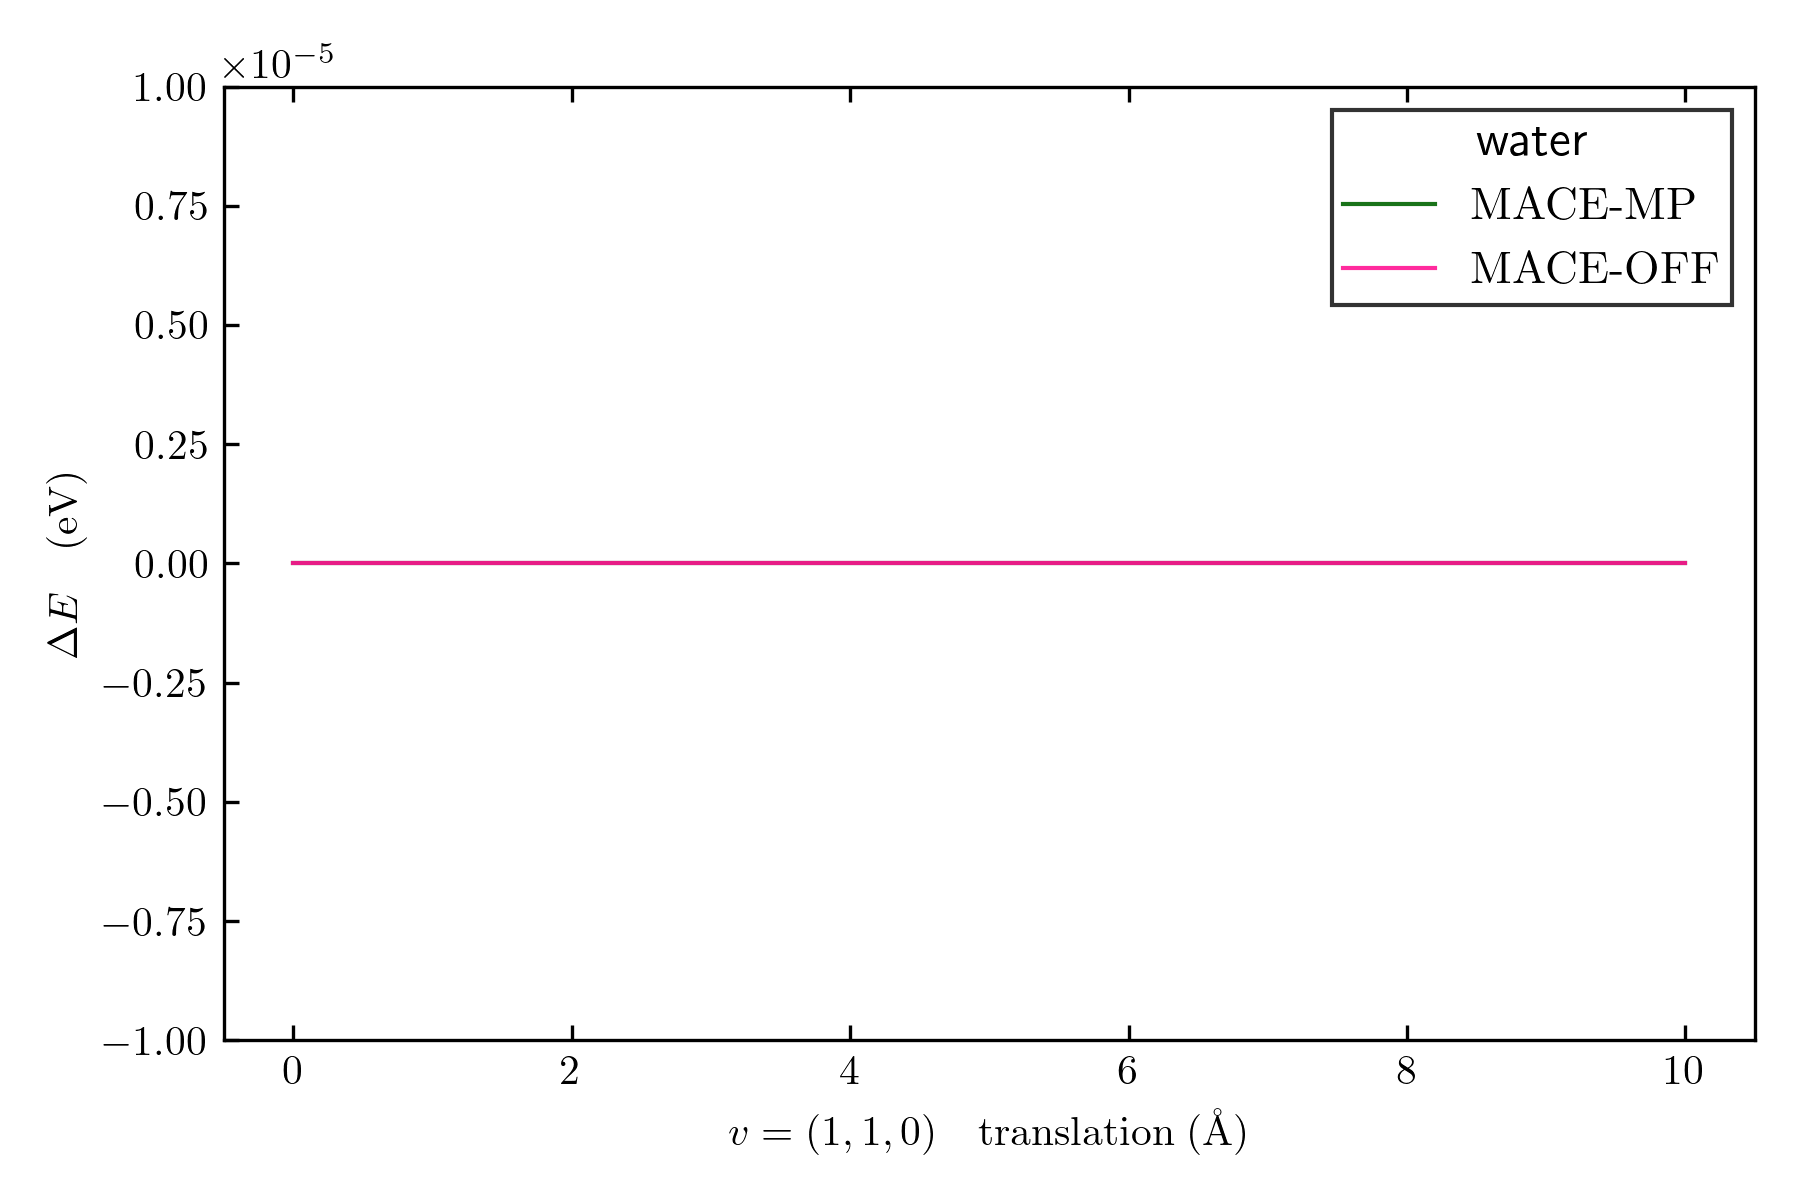 ×10⁻⁵
1.00
0.75
0.50
0.25
0.00
−0.25
−0.50
−0.75
−1.00
ΔE (eV)
water
MACE-MP
MACE-OFF
0 2 4 6 8 10
v = (1, 1, 0) translation (Å)